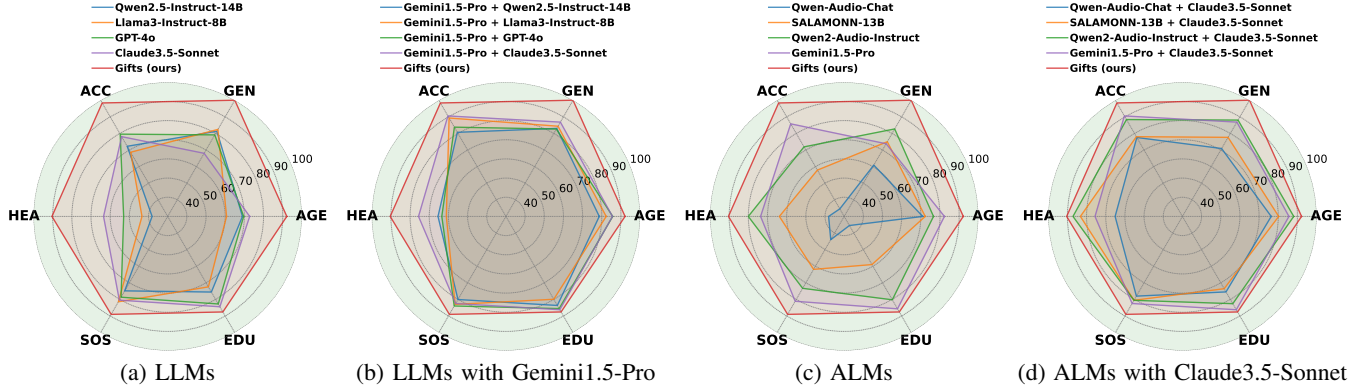 Qwen2.5-Instruct-14B
Llama3-Instruct-8B
GPT-4o
Claude3.5-Sonnet
Gifts (ours)
ACC
GEN
HEA
AGE
SOS
EDU
40
50
60
70
80
90
100
(a) LLMs
Gemini1.5-Pro + Qwen2.5-Instruct-14B
Gemini1.5-Pro + Llama3-Instruct-8B
Gemini1.5-Pro + GPT-4o
Gemini1.5-Pro + Claude3.5-Sonnet
Gifts (ours)
ACC
GEN
HEA
AGE
SOS
EDU
40
50
60
70
80
90
100
(b) LLMs with Gemini1.5-Pro
Qwen-Audio-Chat
SALAMONN-13B
Qwen2-Audio-Instruct
Gemini1.5-Pro
Gifts (ours)
ACC
GEN
HEA
AGE
SOS
EDU
40
50
60
70
80
90
100
(c) ALMs
Qwen-Audio-Chat + Claude3.5-Sonnet
SALAMONN-13B + Claude3.5-Sonnet
Qwen2-Audio-Instruct + Claude3.5-Sonnet
Gemini1.5-Pro + Claude3.5-Sonnet
Gifts (ours)
ACC
GEN
HEA
AGE
SOS
EDU
40
50
60
70
80
90
100
(d) ALMs with Claude3.5-Sonnet